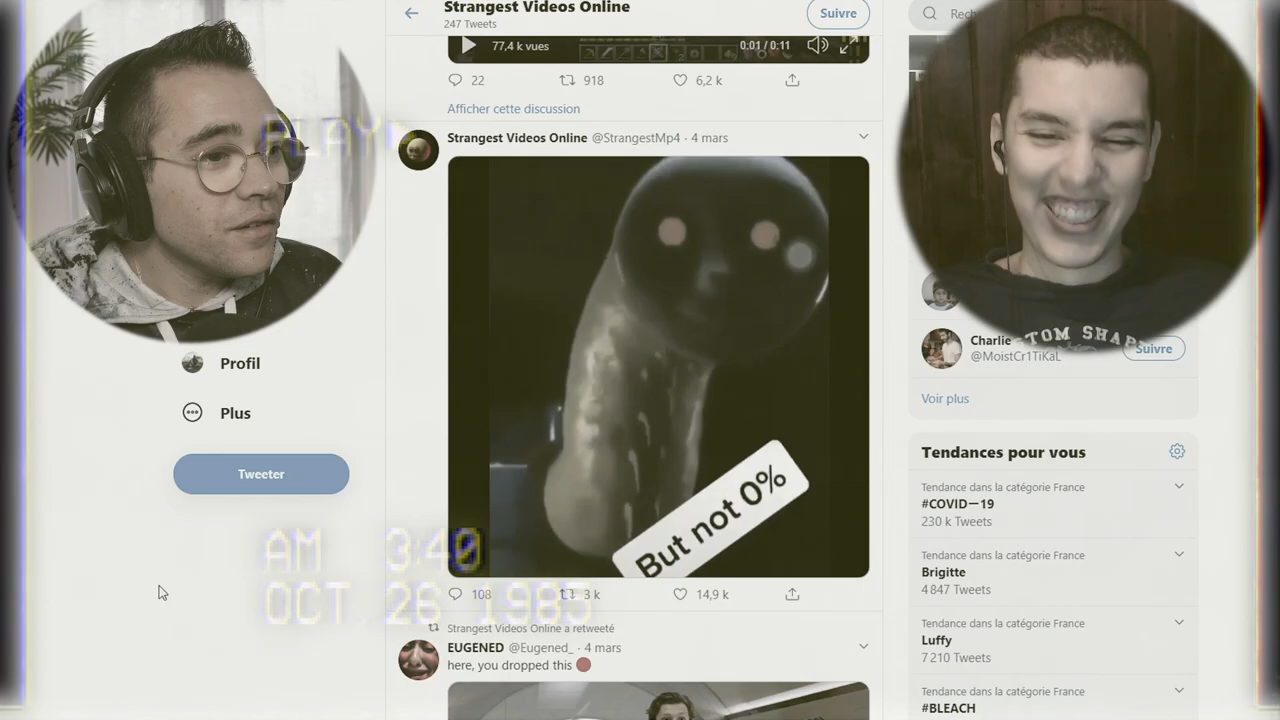 Strangest Videos Online
247 Tweets
Suivre
Rech
77,4 k vues
0:01 / 0:11
22
918
6,2 k
Afficher cette discussion
PLAY
Strangest Videos Online @StrangestMp4 · 4 mars
But not 0%
108
3 k
14,9 k
Strangest Videos Online a retweeté
EUGENED @Eugened_ · 4 mars
here, you dropped this
Profil
Plus
Tweeter
AM 3:40
OCT. 26 1985
TOM SHAP
Charlie
@MoistCr1TiKaL
Suivre
Voir plus
Tendances pour vous
Tendance dans la catégorie France
#COVID—19
230 k Tweets
Tendance dans la catégorie France
Brigitte
4 847 Tweets
Tendance dans la catégorie France
Luffy
7 210 Tweets
Tendance dans la catégorie France
#BLEACH